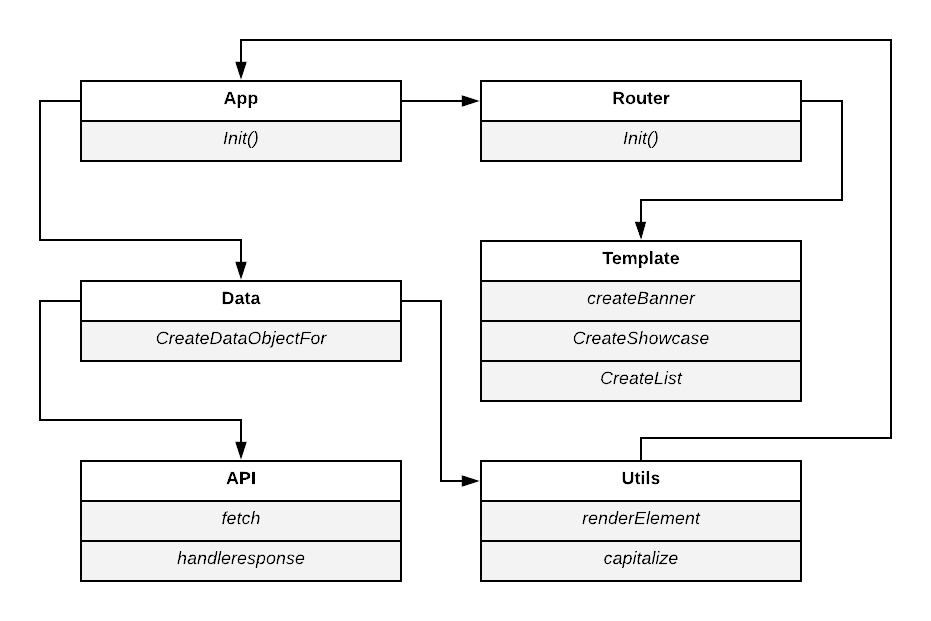 App
Init()
Router
Init()
Template
createBanner
CreateShowcase
CreateList
Data
CreateDataObjectFor
API
fetch
handleresponse
Utils
renderElement
capitalize